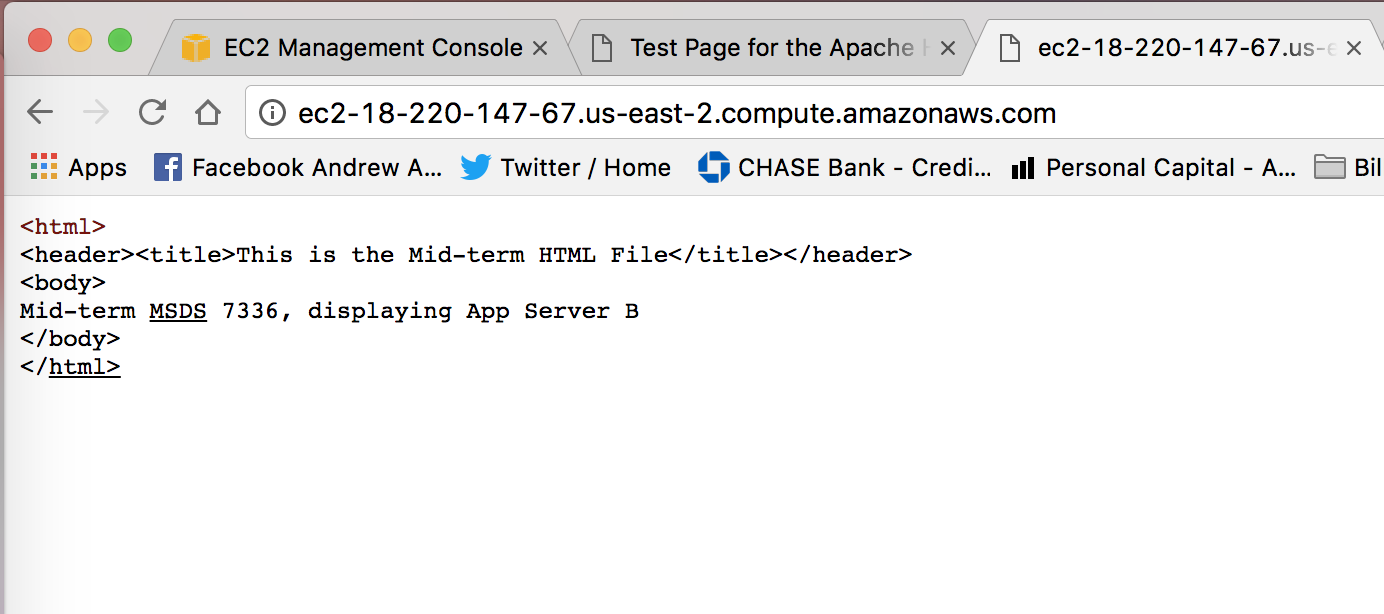 EC2 Management Console
Test Page for the Apache
ec2-18-220-147-67.us-e
ec2-18-220-147-67.us-east-2.compute.amazonaws.com
Apps
Facebook Andrew A...
Twitter / Home
CHASE Bank - Credi...
Personal Capital - A...
Bil
<html>
<header><title>This is the Mid-term HTML File</title></header>
<body>
Mid-term MSDS 7336, displaying App Server B
</body>
</html>